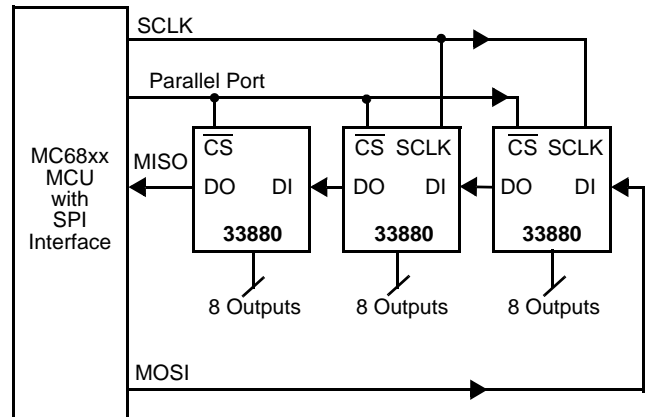 SCLK
Parallel Port
MC68xx
MCU
with
SPI
Interface
MISO
CS
DO DI
33880
8 Outputs
CS SCLK
DO DI
33880
8 Outputs
CS SCLK
DO DI
33880
8 Outputs
MOSI